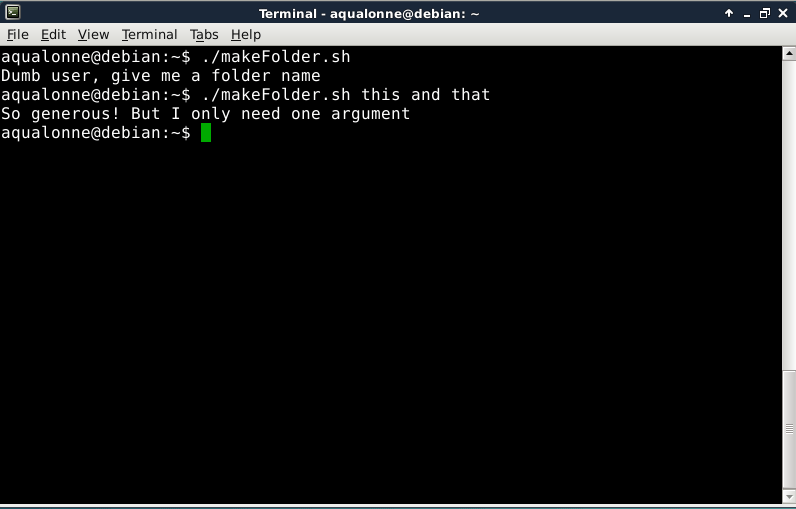 Terminal - aqualonne@debian: ~
File Edit View Terminal Tabs Help
aqualonne@debian:~$ ./makeFolder.sh
Dumb user, give me a folder name
aqualonne@debian:~$ ./makeFolder.sh this and that
So generous! But I only need one argument
aqualonne@debian:~$